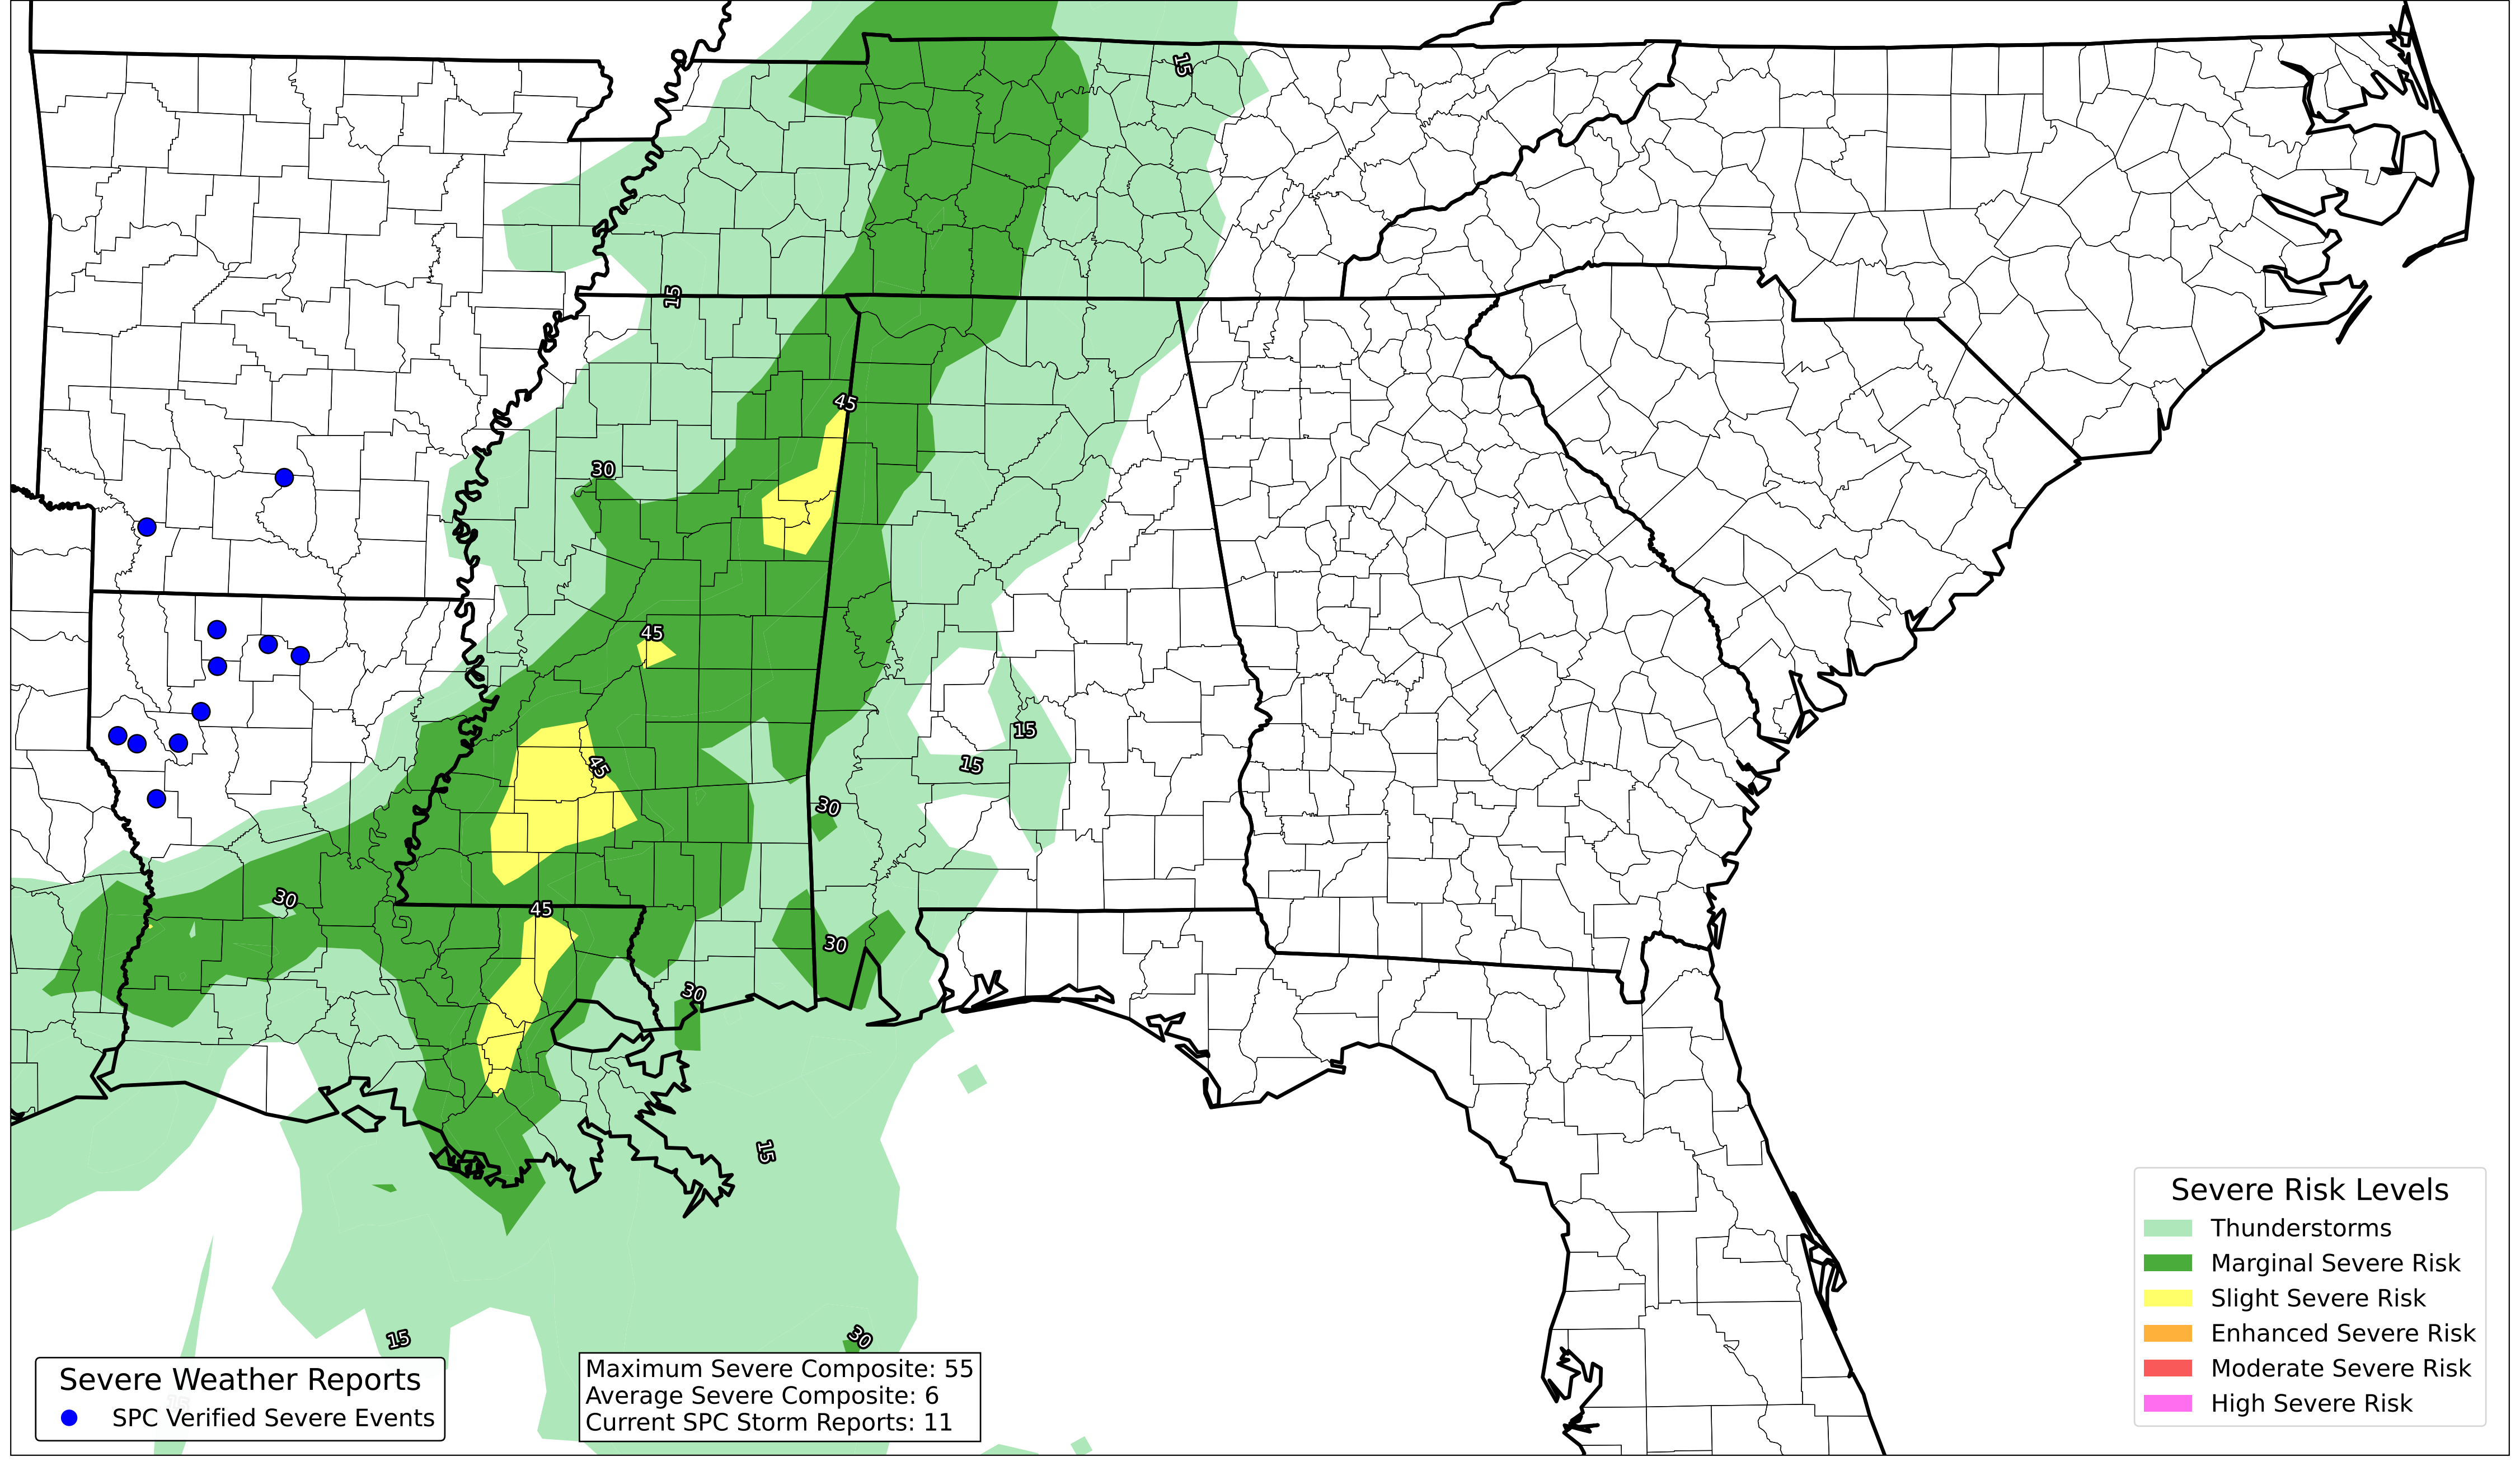 15
15
45
30
45
15
45
15
30
30
45
30
30
15
15
30
Severe Risk Levels
Thunderstorms
Marginal Severe Risk
Slight Severe Risk
Enhanced Severe Risk
Moderate Severe Risk
High Severe Risk
Severe Weather Reports
SPC Verified Severe Events
Maximum Severe Composite: 55
Average Severe Composite: 6
Current SPC Storm Reports: 11